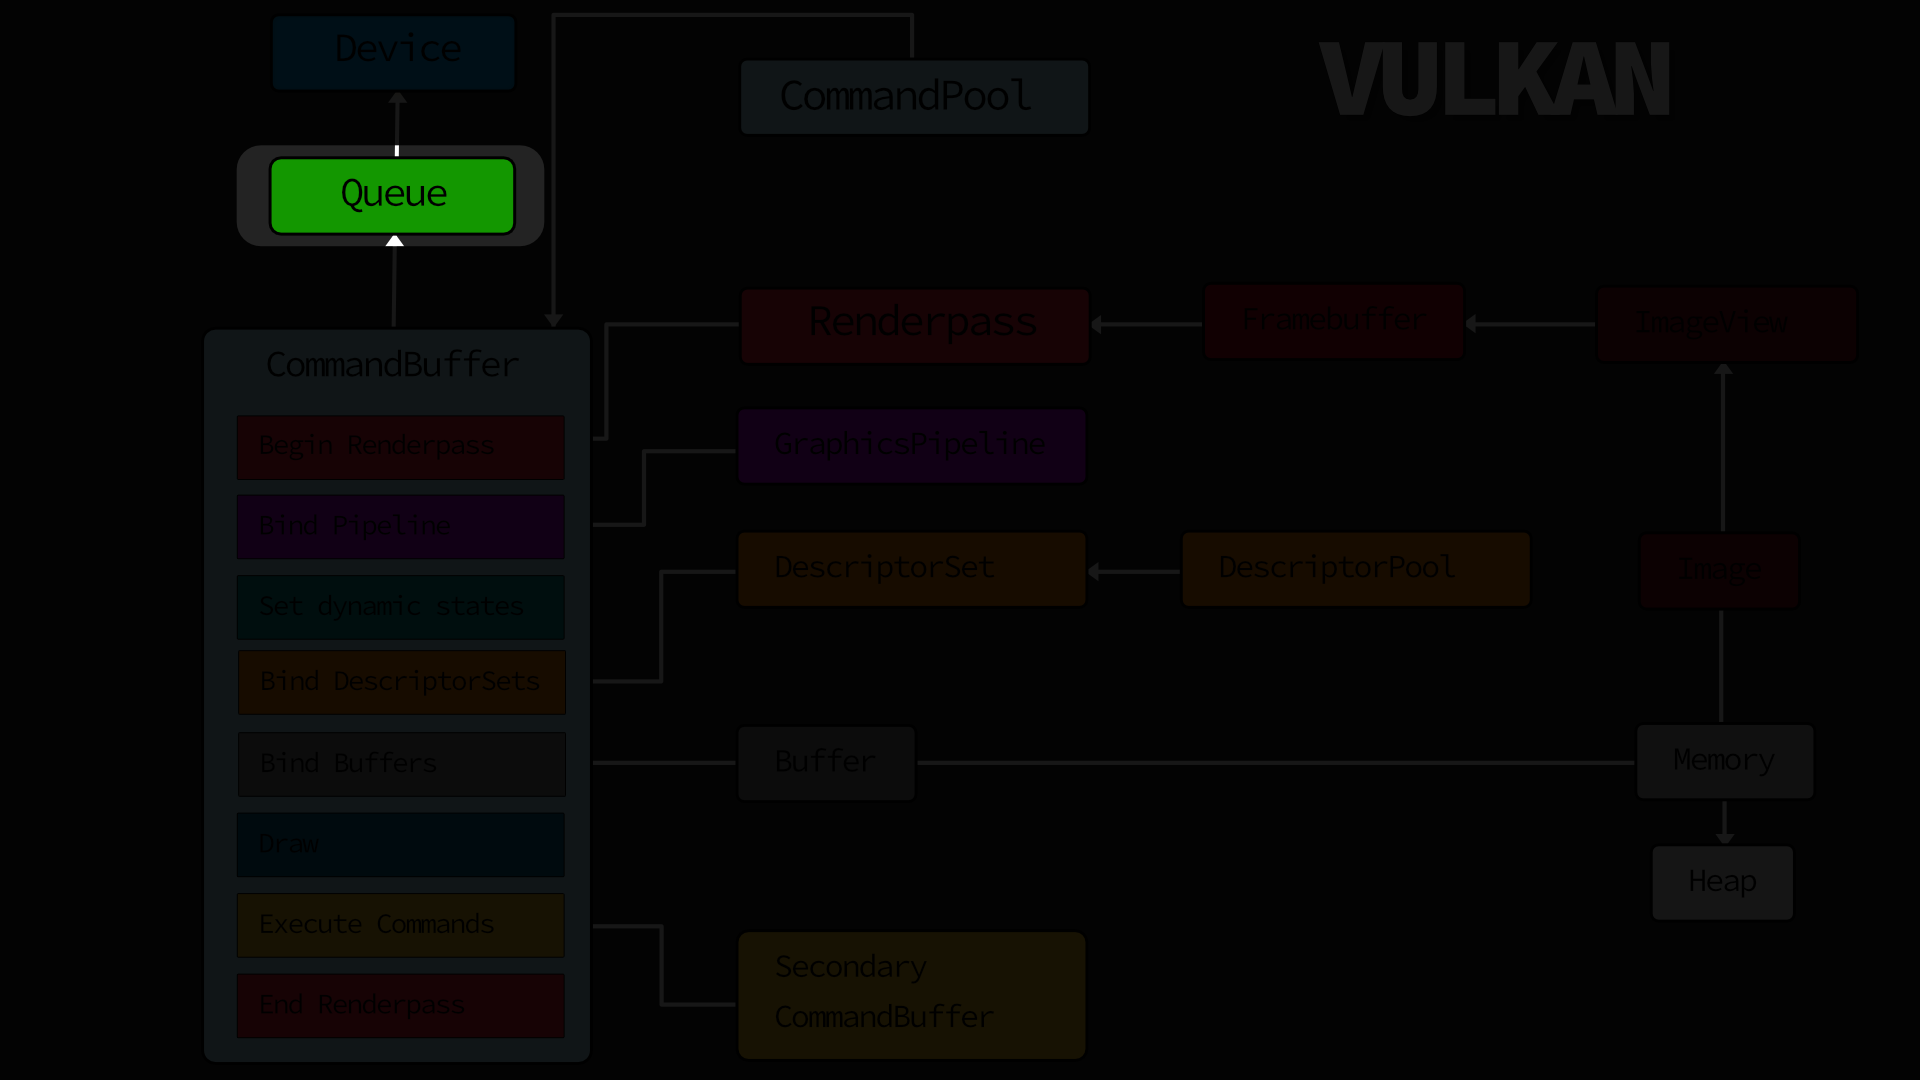 Device
CommandPool
VULKAN
Queue
Renderpass
Framebuffer
ImageView
CommandBuffer
Begin Renderpass
GraphicsPipeline
Bind Pipeline
DescriptorSet
DescriptorPool
Image
Set dynamic states
Bind DescriptorSets
Bind Buffers
Buffer
Memory
Draw
Heap
Execute Commands
Secondary
CommandBuffer
End Renderpass